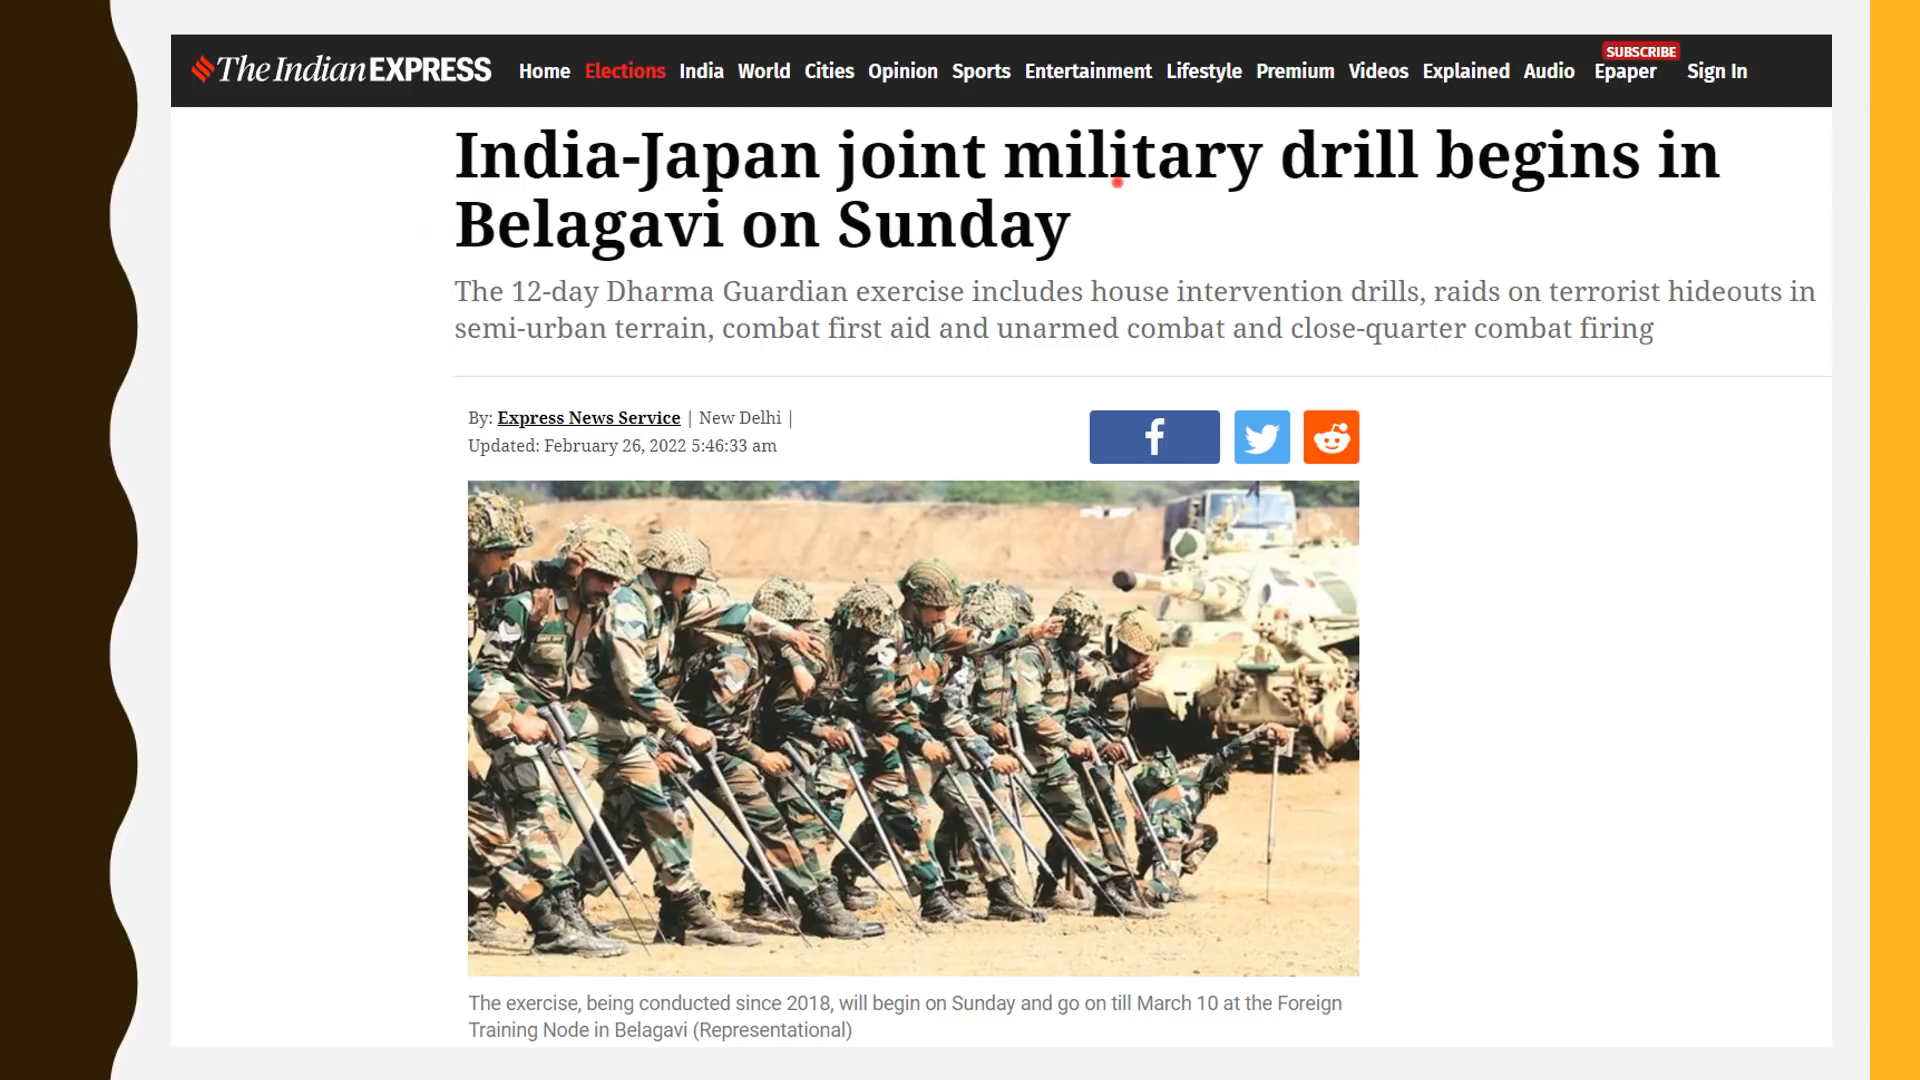 The Indian EXPRESS Home Elections India World Cities Opinion Sports Entertainment Lifestyle Premium Videos Explained Audio SUBSCRIBE Epaper Sign In
India-Japan joint military drill begins in
Belagavi on Sunday
The 12-day Dharma Guardian exercise includes house intervention drills, raids on terrorist hideouts in
semi-urban terrain, combat first aid and unarmed combat and close-quarter combat firing
By: Express News Service | New Delhi |
Updated: February 26, 2022 5:46:33 am
The exercise, being conducted since 2018, will begin on Sunday and go on till March 10 at the Foreign
Training Node in Belagavi (Representational)